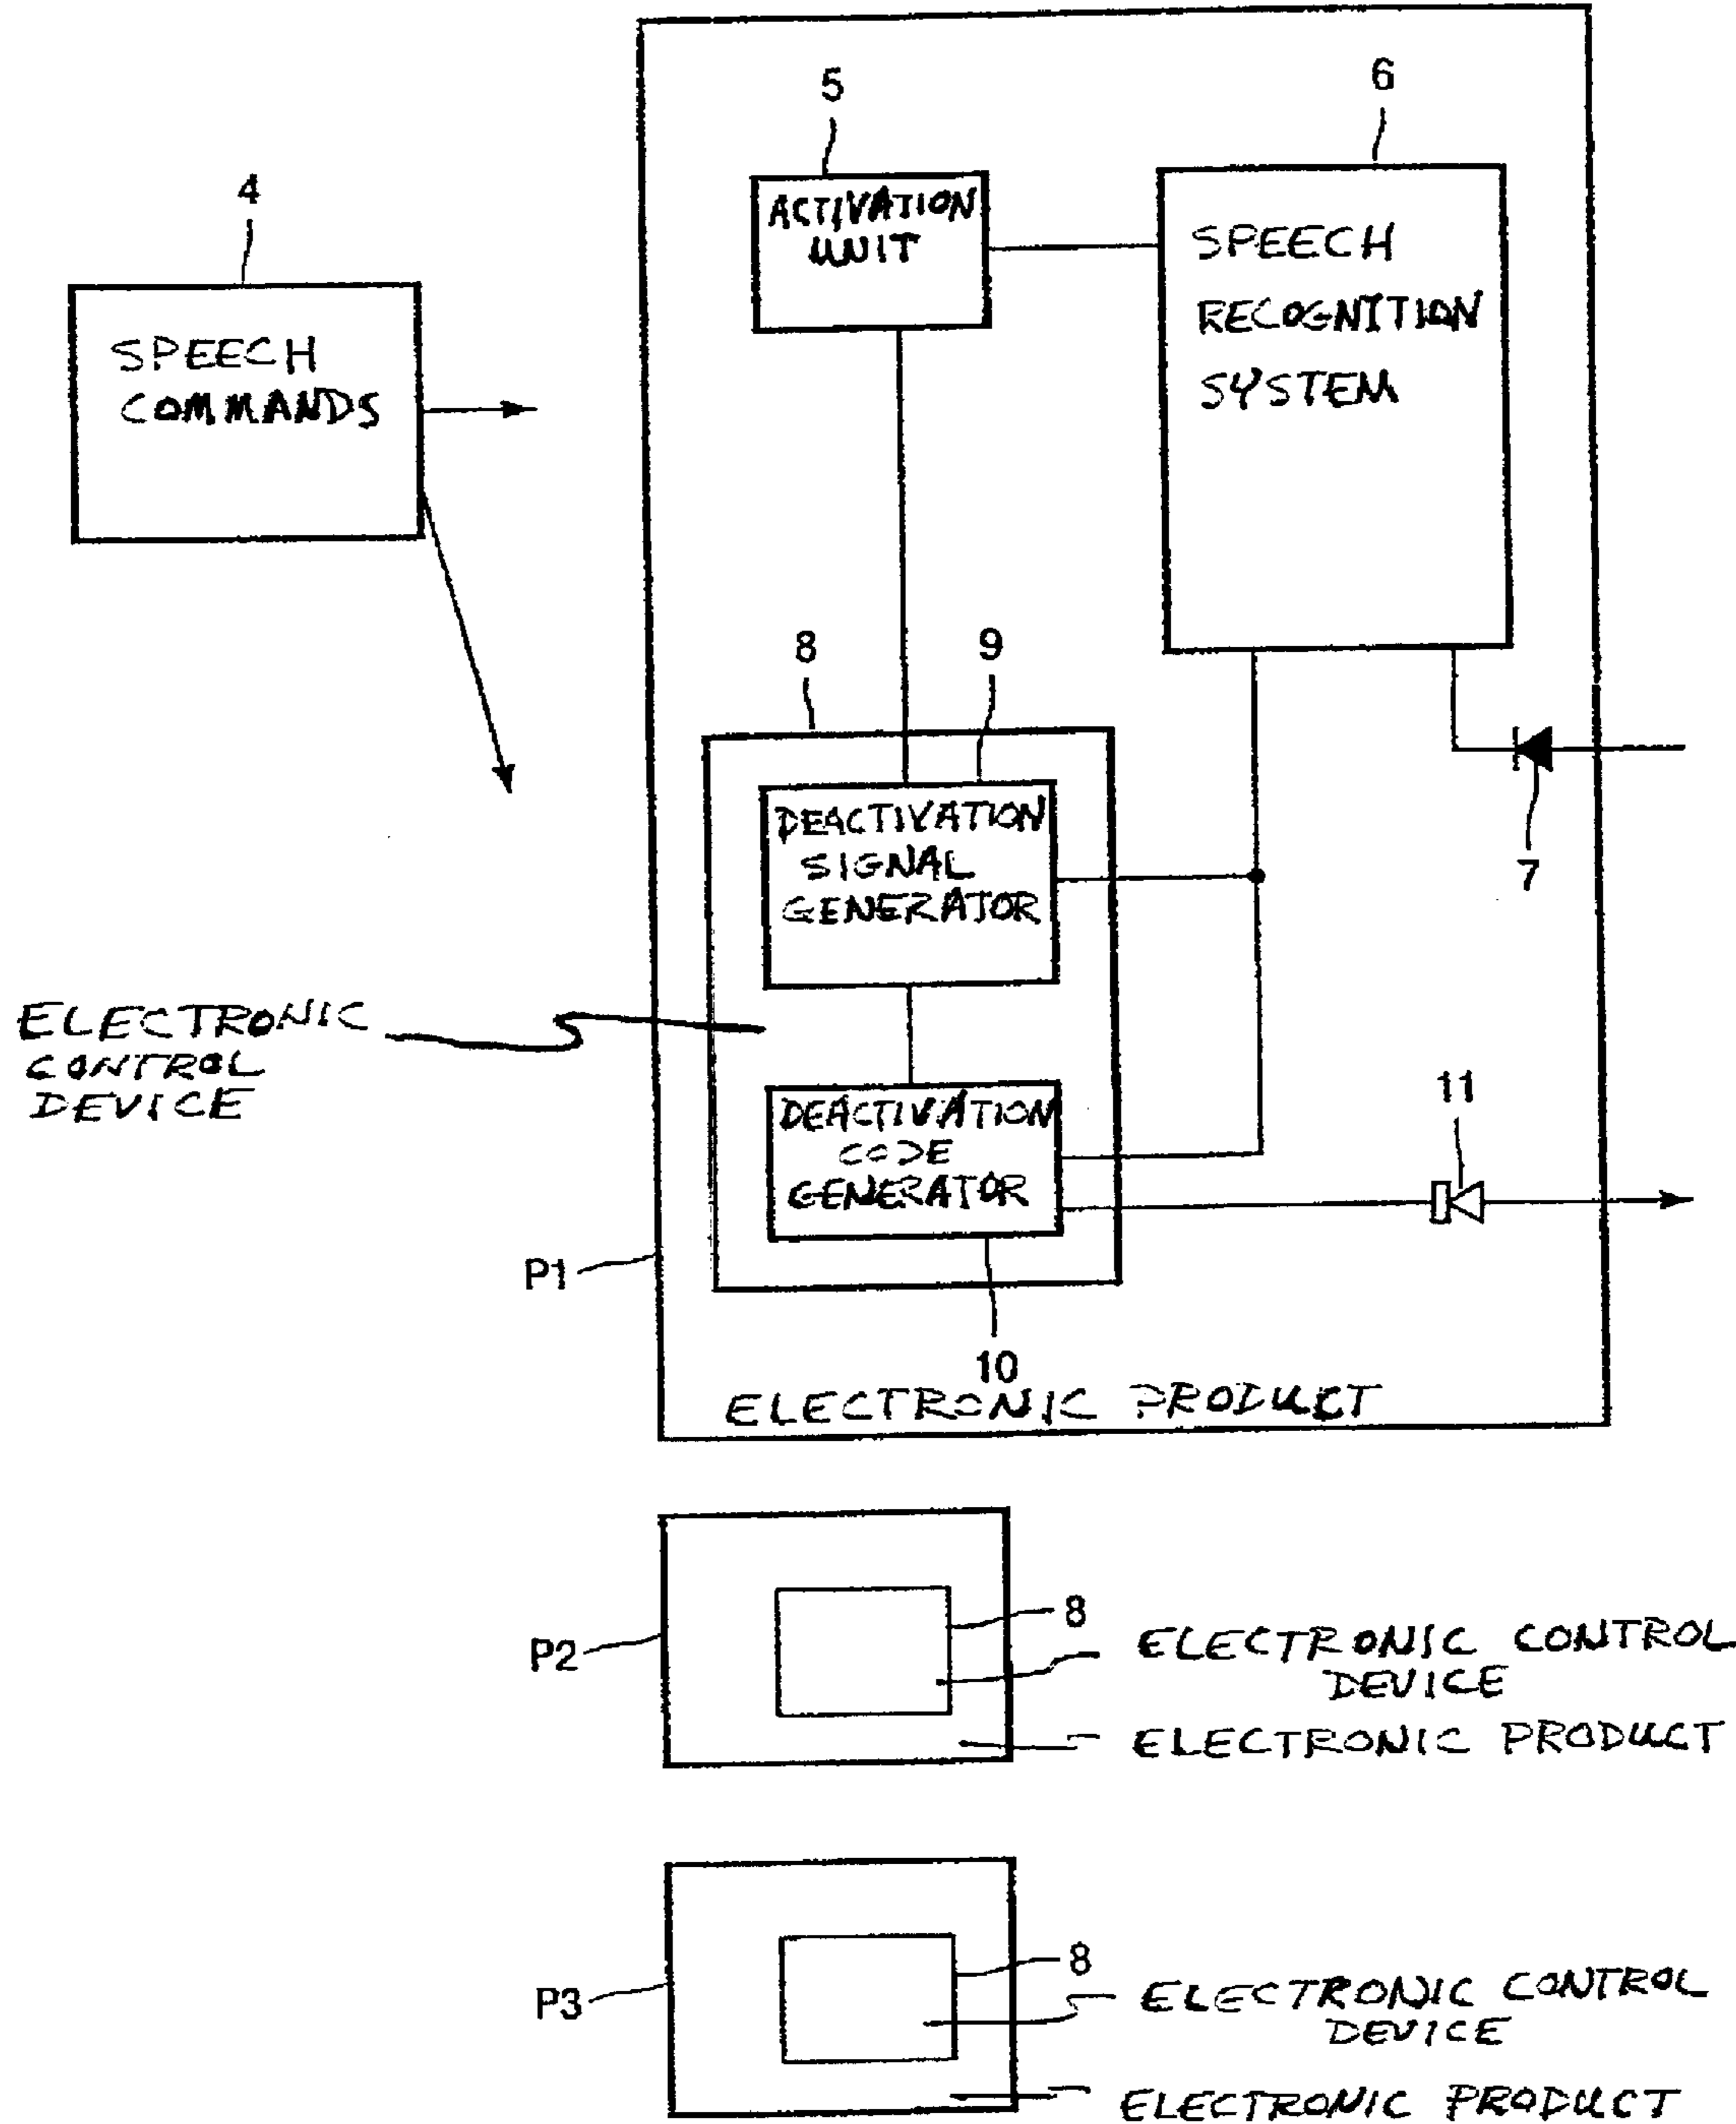 5
6
4
ACTIVATION
UNIT
SPEECH
RECOGNITION
SYSTEM
SPEECH
COMMANDS
8
9
7
DEACTIVATION
SIGNAL
GENERATOR
ELECTRONIC
CONTROL
DEVICE
11
DEACTIVATION
CODE
GENERATOR
P1
10
ELECTRONIC PRODUCT
8
P2
ELECTRONIC CONTROL
DEVICE
ELECTRONIC PRODUCT
8
P3
ELECTRONIC CONTROL
DEVICE
ELECTRONIC PRODUCT